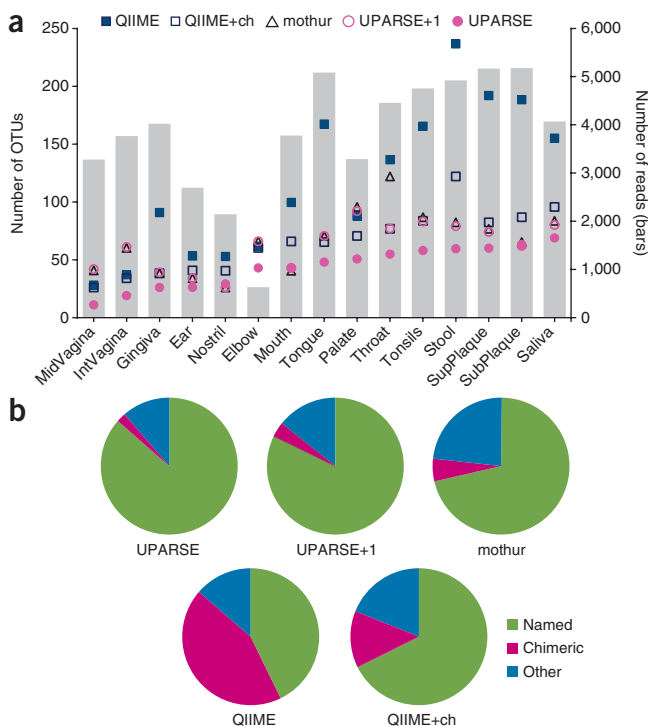 a
QIIME QIIME+ch mothur UPARSE+1 UPARSE
Number of OTUs
250
200
150
100
50
0
6,000
5,000
4,000
3,000
2,000
1,000
0
Number of reads (bars)
MidVagina
IntVagina
Gingiva
Ear
Nostril
Elbow
Mouth
Tongue
Palate
Throat
Tonsils
Stool
SupPlaque
SubPlaque
Saliva
b
UPARSE
UPARSE+1
mothur
QIIME
QIIME+ch
Named
Chimeric
Other